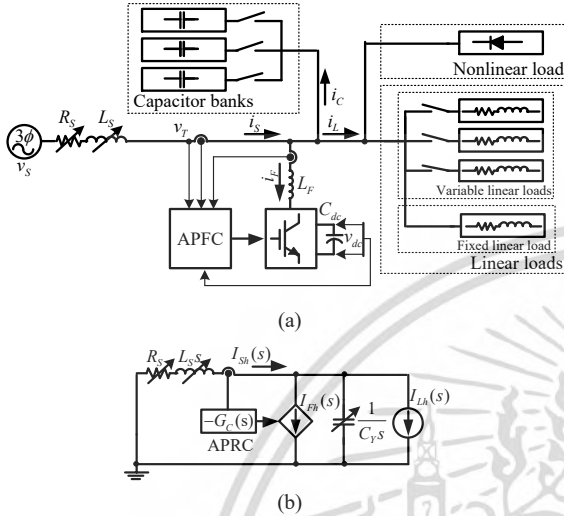 Capacitor banks
Nonlinear load
Variable linear loads
Fixed linear load
Linear loads
3ϕ
v_S
R_S
L_S
v_T
i_S
i_C
i_L
i_F
L_F
APFC
C_dc
v_dc
(a)
R_S
L_S s
I_Sh(s)
−G_C(s)
APRC
I_Fh(s)
1
C_Y s
I_Lh(s)
(b)